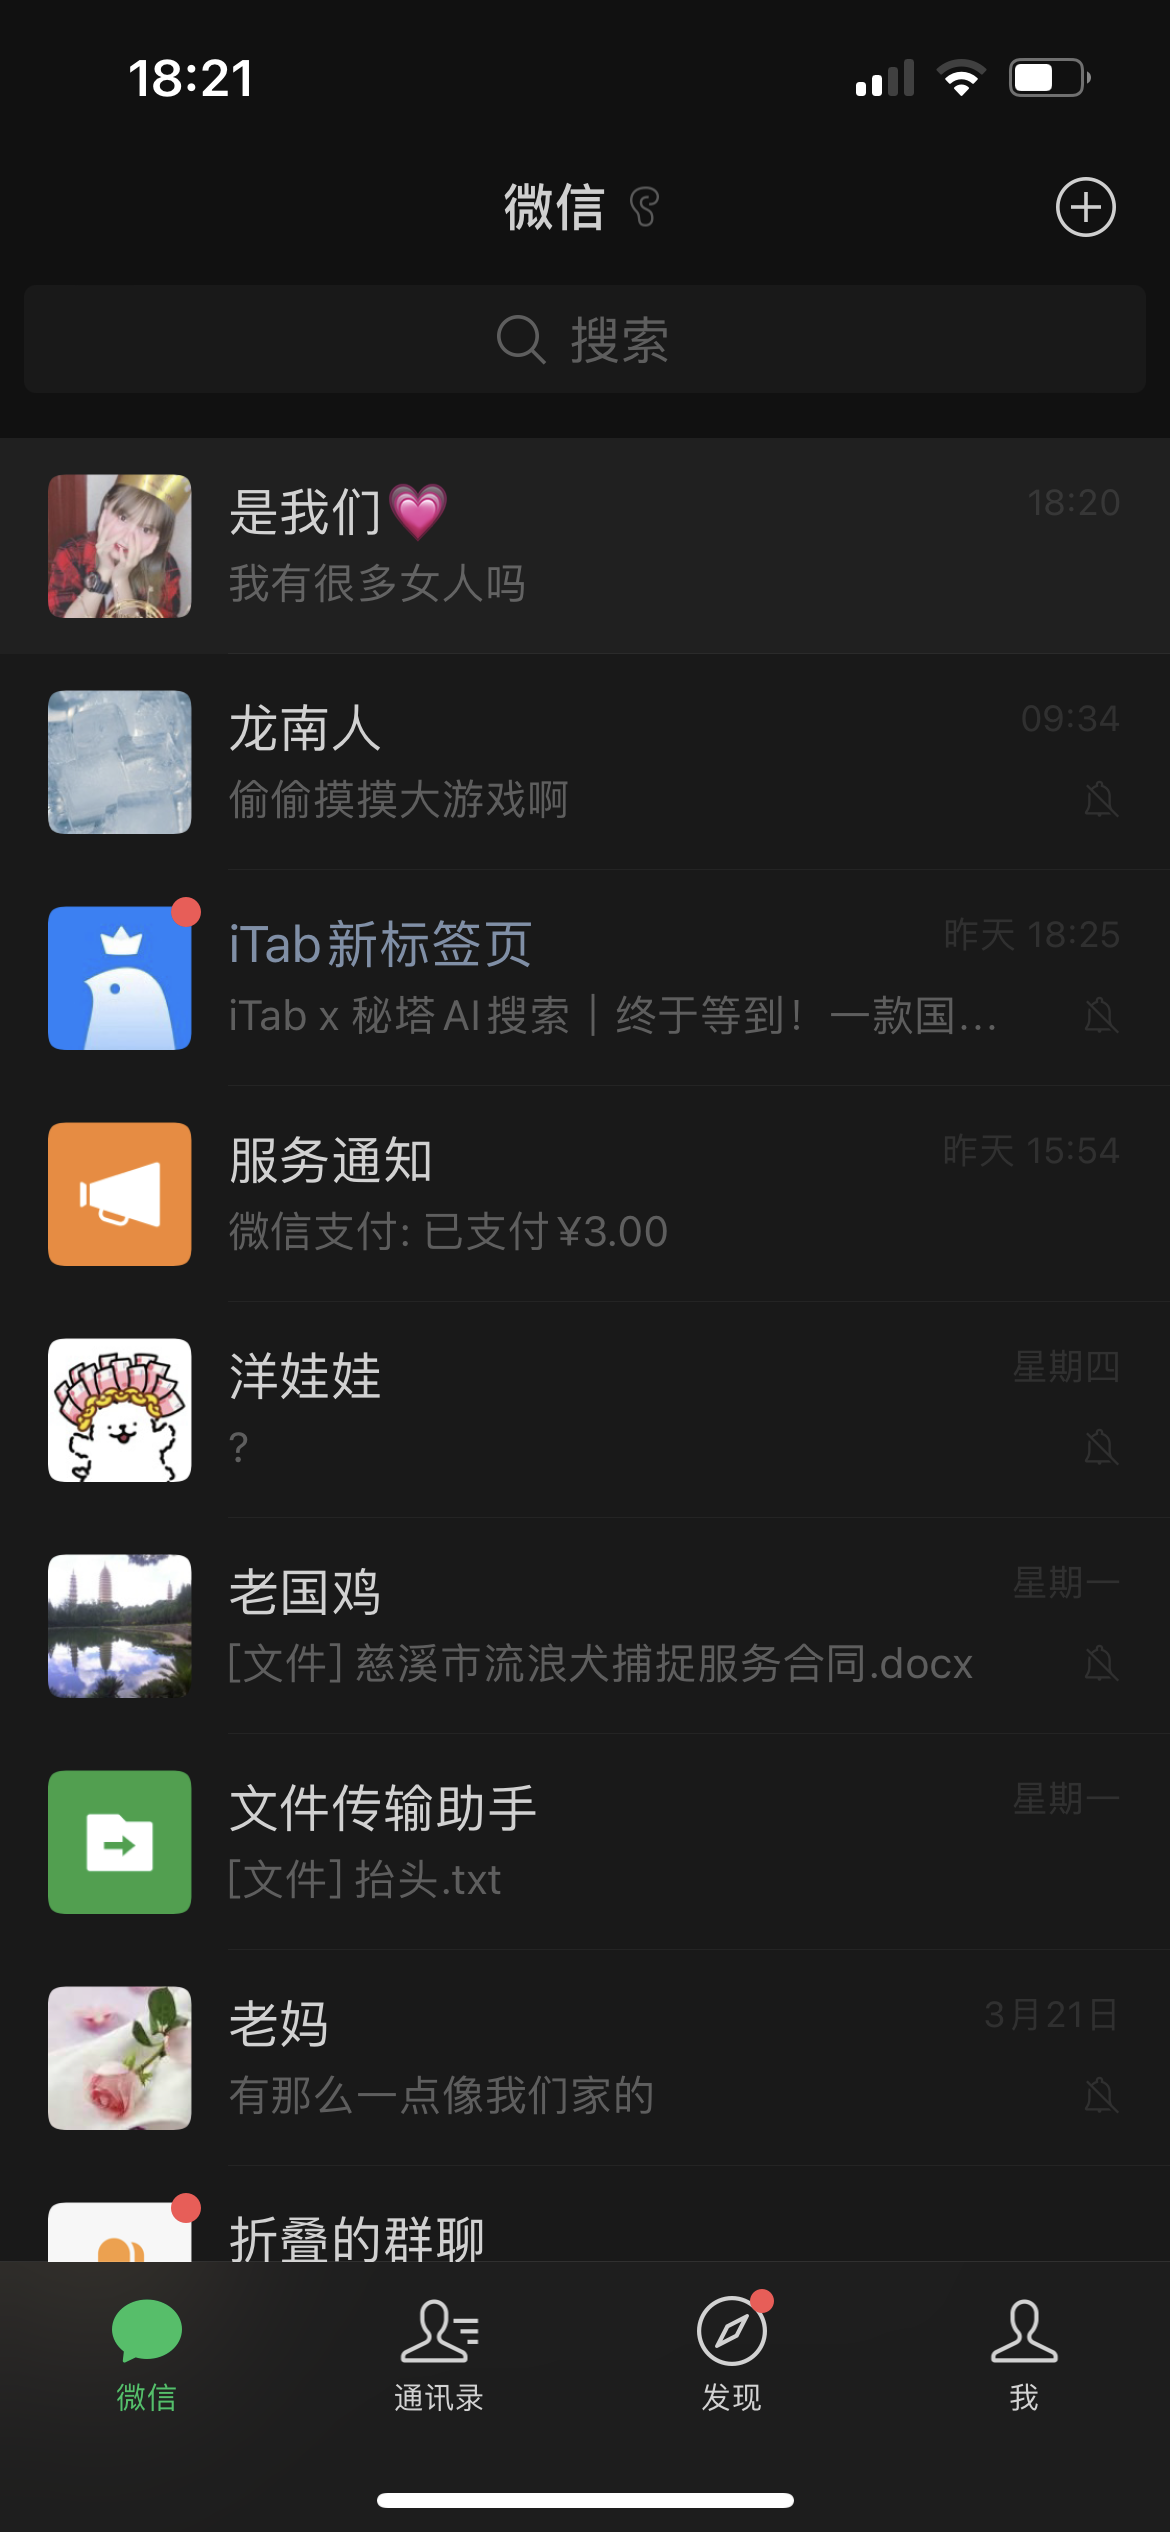 18:21
微信
搜索
是我们💗
18:20
我有很多女人吗
龙南人
09:34
偷偷摸摸大游戏啊
iTab新标签页
昨天 18:25
iTab x 秘塔AI搜索｜终于等到！一款国...
服务通知
昨天 15:54
微信支付: 已支付¥3.00
洋娃娃
星期四
?
老国鸡
星期一
[文件] 慈溪市流浪犬捕捉服务合同.docx
文件传输助手
星期一
[文件] 抬头.txt
老妈
3月21日
有那么一点像我们家的
折叠的群聊
微信
通讯录
发现
我